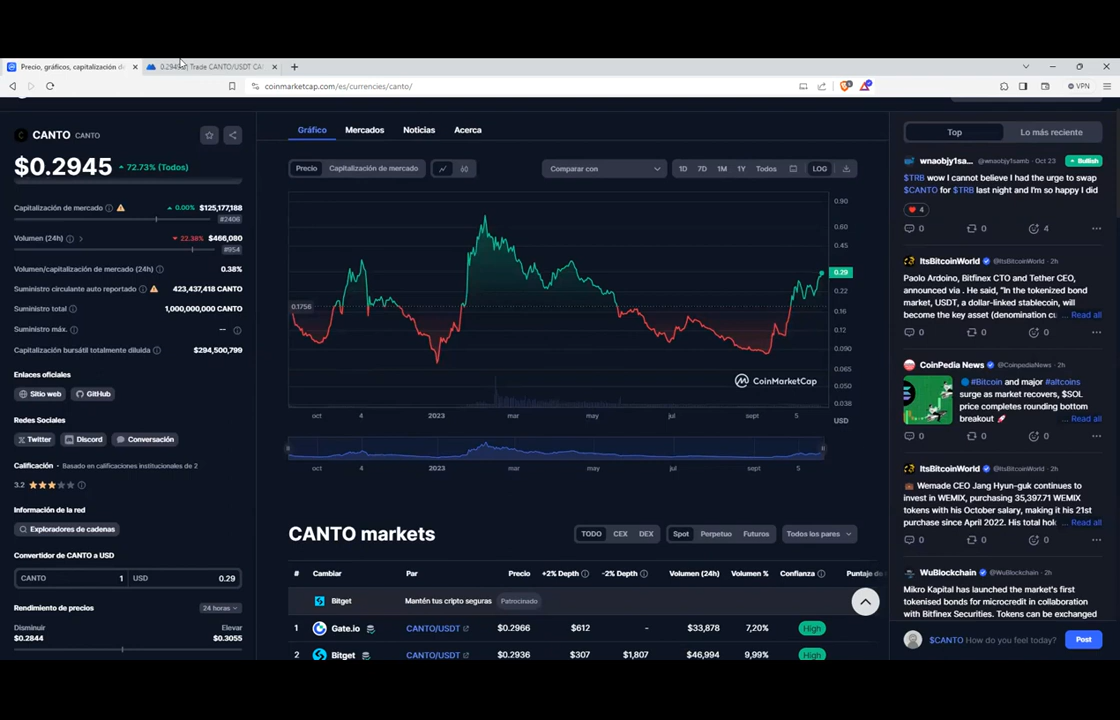 Precio, gráficos, capitalización de
Trade CANTO/USDT
coinmarketcap.com/es/currencies/canto/
VPN
CANTO CANTO
$0.2945
72.73% (Todos)
Capitalización de mercado
0.00% $125,177,188
#2406
Volumen (24h)
22.38% $466,080
#954
Volumen/capitalización de mercado (24h)
0.38%
Suministro circulante auto reportado
423,437,418 CANTO
Suministro total
1,000,000,000 CANTO
Suministro máx.
--
Capitalización bursátil totalmente diluida
$294,500,799
Enlaces oficiales
Sitio web
GitHub
Redes Sociales
Twitter
Discord
Conversación
Calificación • Basado en calificaciones institucionales de 2
3.2
Información de la red
Exploradores de cadenas
Convertidor de CANTO a USD
CANTO 1
USD 0.29
Rendimiento de precios
24 horas
Disminuir
$0.2844
Elevar
$0.3055
Gráfico
Mercados
Noticias
Acerca
Precio
Capitalización de mercado
Comparar con
1D
7D
1M
1Y
Todos
LOG
0.90
0.60
0.45
0.29
0.22
0.16
0.12
0.090
0.065
0.050
0.038
0.1756
CoinMarketCap
oct
4
2023
mar
may
jul
sept
5
USD
oct
4
2023
mar
may
jul
sept
5
CANTO markets
TODO
CEX
DEX
Spot
Perpetuo
Futuros
Todos los pares
# Cambiar Par Precio +2% Depth -2% Depth Volumen (24h) Volumen % Confianza Puntaje de
Bitget Mantén tus cripto seguras Patrocinado
1 Gate.io CANTO/USDT $0.2966 $612 - $33,878 7,20% High
2 Bitget CANTO/USDT $0.2936 $307 $1,807 $46,994 9,99% High
Top
Lo más reciente
wnaobjy1sa... @wnaobjy1samb · Oct 23
Bullish
$TRB wow I cannot believe I had the urge to swap
$CANTO for $TRB last night and I'm so happy I did
4
0 0 4
ItsBitcoinWorld @ItsBitcoinWorld · 2h
Paolo Ardoino, Bitfinex CTO and Tether CEO,
announced via . He said, "In the tokenized bond
market, USDT, a dollar-linked stablecoin, will
become the key asset (denomination cu
... Read all
0 0 0
CoinPedia News @CoinpediaNews · 2h
#Bitcoin and major #altcoins
surge as market recovers, $SOL
price completes rounding bottom
breakout 🚀
... Read all
0 0 0
ItsBitcoinWorld @ItsBitcoinWorld · 2h
💼 Wemade CEO Jang Hyun-guk continues to
invest in WEMIX, purchasing 35,397.71 WEMIX
tokens with his October salary, making it his 21st
purchase since April 2022. His total hol
... Read all
0 0 0
WuBlockchain @WuBlockchain · 2h
Mikro Kapital has launched the market's first
tokenised bonds for microcredit in collaboration
with Bitfinex Securities. Tokens can be exchanged
$CANTO How do you feel today?
Post